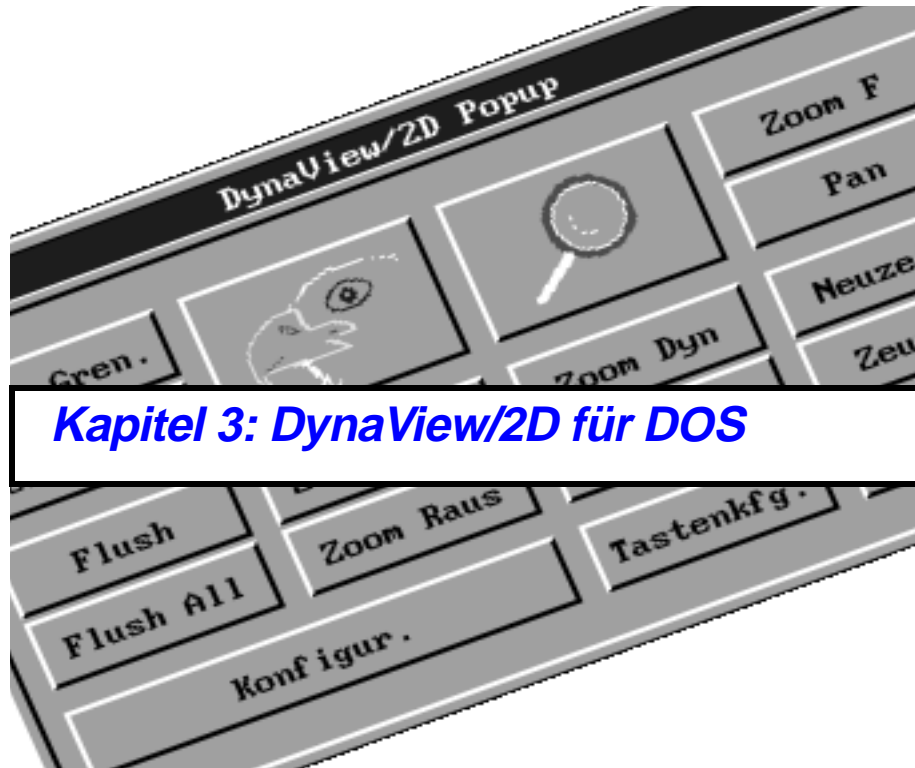 DynaView/2D Popup
Zoom F
Pan
Neuze
Gren.
Zoom Dyn
Zeu
Kapitel 3: DynaView/2D für DOS
Flush
Zoom Raus
Tastenkfg.
Flush All
Konfigur.